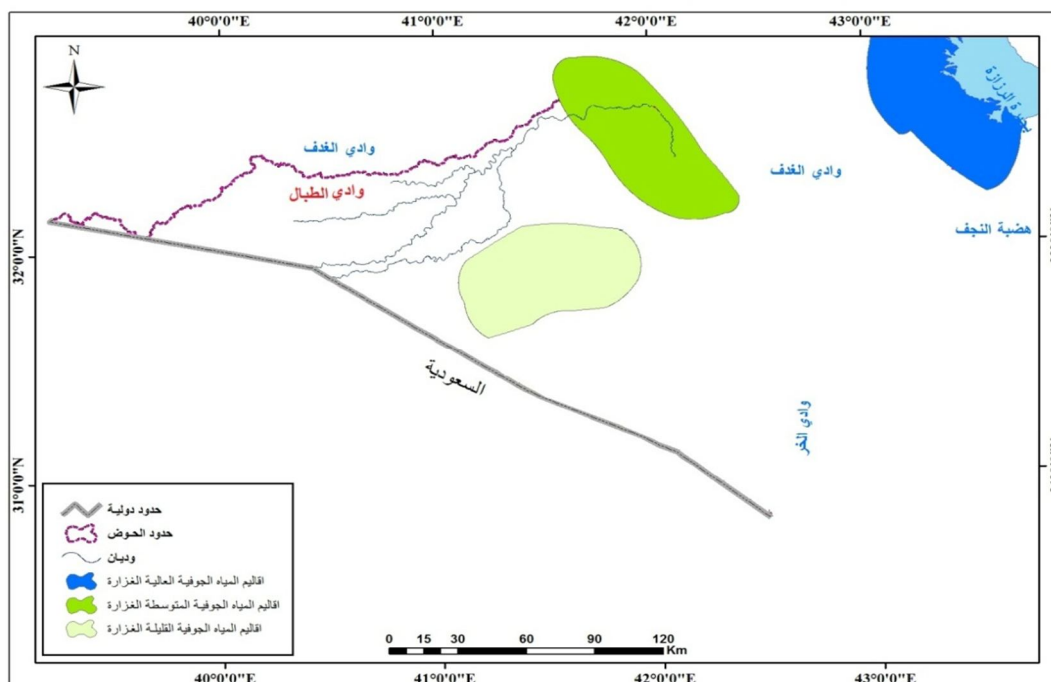 40°0'0"E
41°0'0"E
42°0'0"E
43°0'0"E
N
بحيرة الرزازة
وادي الغدف
وادي الطبال
وادي الغدف
هضبة النجف
32°0'0"N
السعودية
وادي الخر
31°0'0"N
حدود دولية
حدود الحوض
وديان
اقاليم المياه الجوفية العالية الغزارة
اقاليم المياه الجوفية المتوسطة الغزارة
اقاليم المياه الجوفية القليلة الغزارة
0 15 30 60 90 120
Km
40°0'0"E
41°0'0"E
42°0'0"E
43°0'0"E